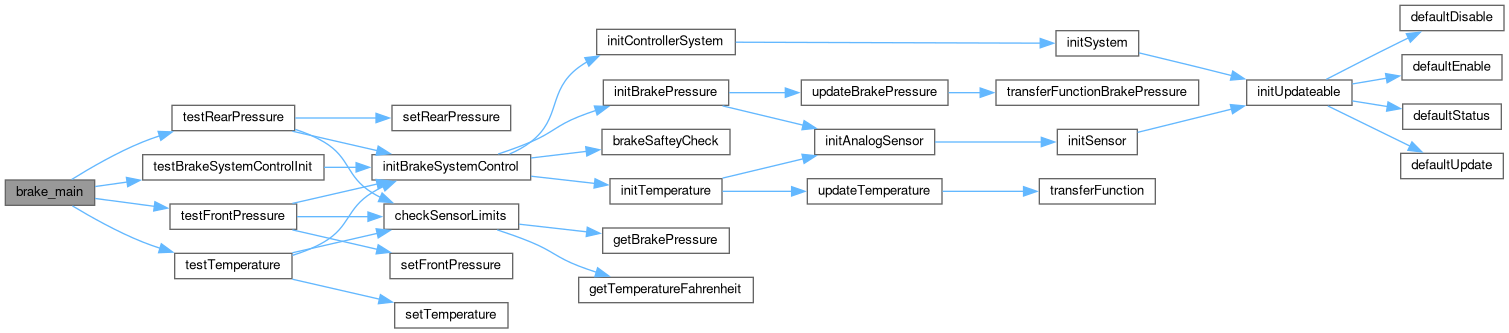 brake_main
testRearPressure
testBrakeSystemControlInit
testFrontPressure
testTemperature
setRearPressure
initBrakeSystemControl
checkSensorLimits
setFrontPressure
setTemperature
initControllerSystem
initBrakePressure
brakeSafteyCheck
initTemperature
getBrakePressure
getTemperatureFahrenheit
updateBrakePressure
initAnalogSensor
updateTemperature
initSystem
transferFunctionBrakePressure
initSensor
transferFunction
initUpdateable
defaultDisable
defaultEnable
defaultStatus
defaultUpdate